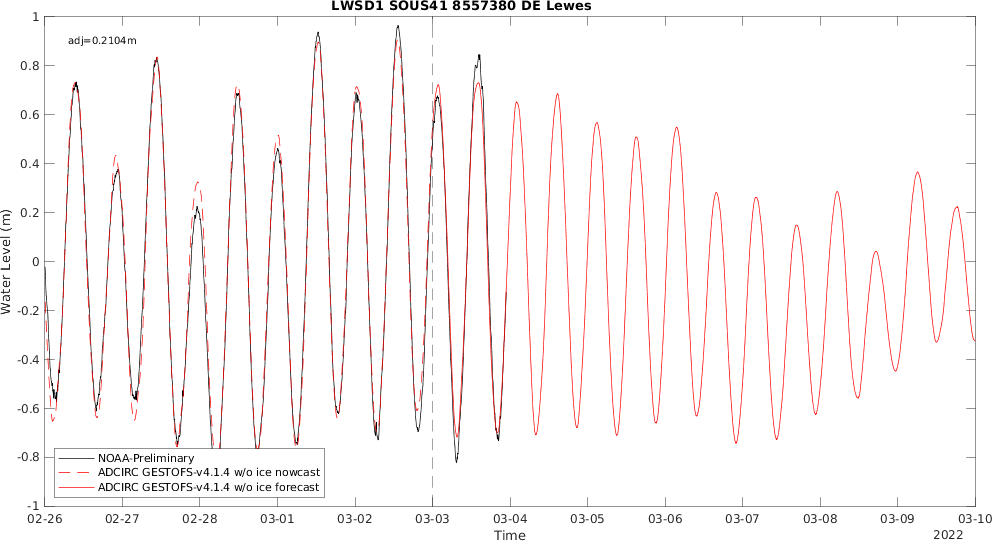 LWSD1 SOUS41 8557380 DE Lewes
adj=0.2104m
1
0.8
0.6
0.4
0.2
0
-0.2
-0.4
-0.6
-0.8
-1
Water Level (m)
NOAA-Preliminary
ADCIRC GESTOFS-v4.1.4 w/o ice nowcast
ADCIRC GESTOFS-v4.1.4 w/o ice forecast
02-26 02-27 02-28 03-01 03-02 03-03 03-04 03-05 03-06 03-07 03-08 03-09 03-10
Time
2022